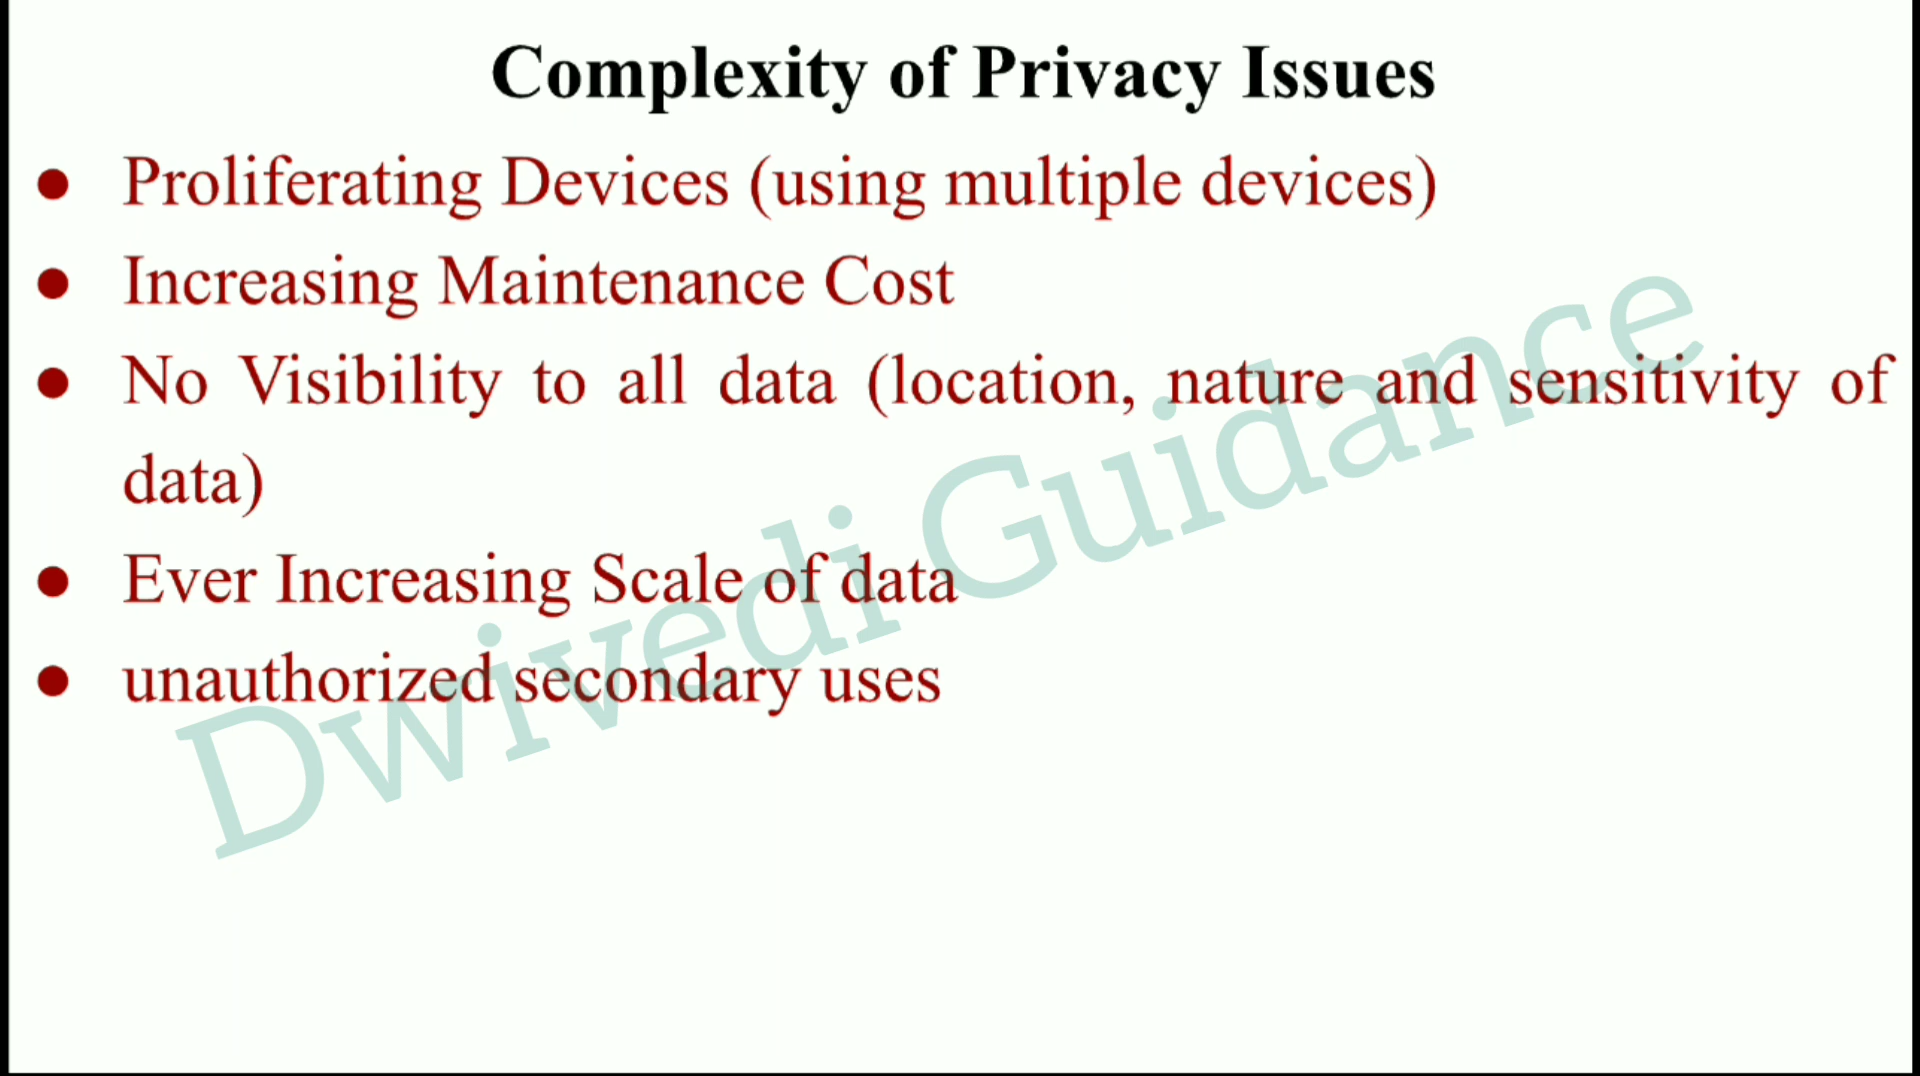 Complexity of Privacy Issues
● Proliferating Devices (using multiple devices)
● Increasing Maintenance Cost
● No Visibility to all data (location, nature and sensitivity of
data)
● Ever Increasing Scale of data
● unauthorized secondary uses
Dwivedi Guidance